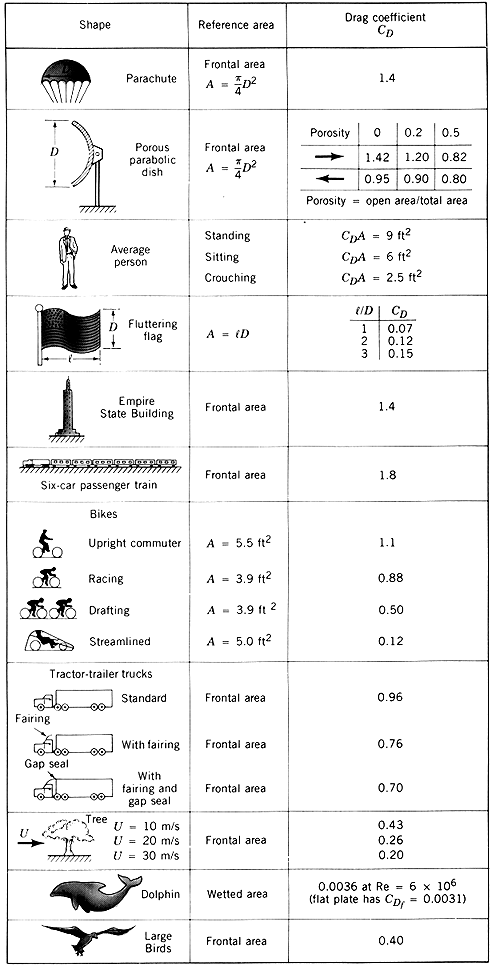 Shape Reference area Drag coefficient
C_D
Parachute Frontal area
A = π/4 D² 1.4
D
Porous
parabolic
dish
D
Frontal area
A = π/4 D²
Porosity 0 0.2 0.5
→ 1.42 1.20 0.82
← 0.95 0.90 0.80
Porosity = open area/total area
Average
person
Standing C_DA = 9 ft²
Sitting C_DA = 6 ft²
Crouching C_DA = 2.5 ft²
Fluttering
flag
D
ℓ
A = ℓD
ℓ/D C_D
1 0.07
2 0.12
3 0.15
Empire
State Building Frontal area 1.4
Six-car passenger train Frontal area 1.8
Bikes
Upright commuter A = 5.5 ft² 1.1
Racing A = 3.9 ft² 0.88
Drafting A = 3.9 ft ² 0.50
Streamlined A = 5.0 ft² 0.12
Tractor-trailer trucks
Standard Frontal area 0.96
Fairing
With fairing Frontal area 0.76
Gap seal
With
fairing and
gap seal
Frontal area 0.70
Tree
U
U = 10 m/s 0.43
U = 20 m/s Frontal area 0.26
U = 30 m/s 0.20
Dolphin Wetted area 0.0036 at Re = 6 × 10⁶
(flat plate has C_Df = 0.0031)
Large
Birds Frontal area 0.40